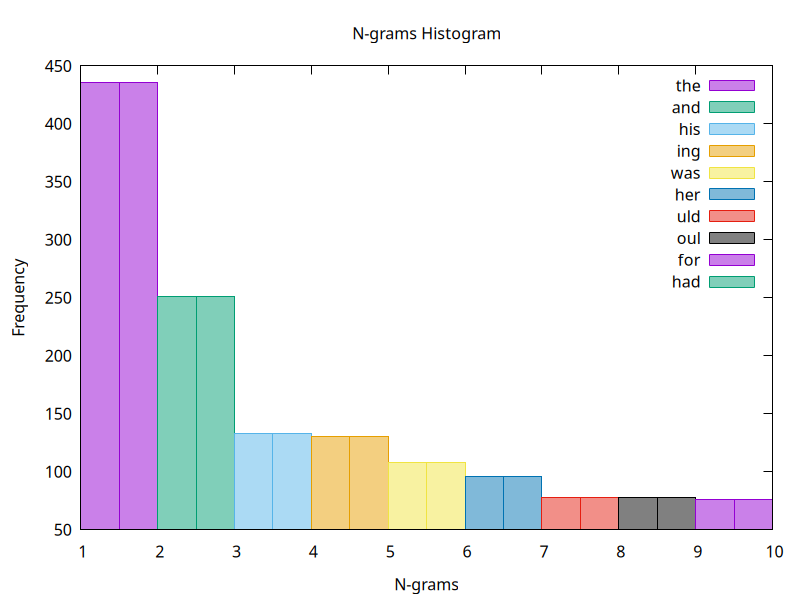 N-grams Histogram
450
400
350
300
250
200
150
100
50
Frequency
the
and
his
ing
was
her
uld
oul
for
had
1 2 3 4 5 6 7 8 9 10
N-grams